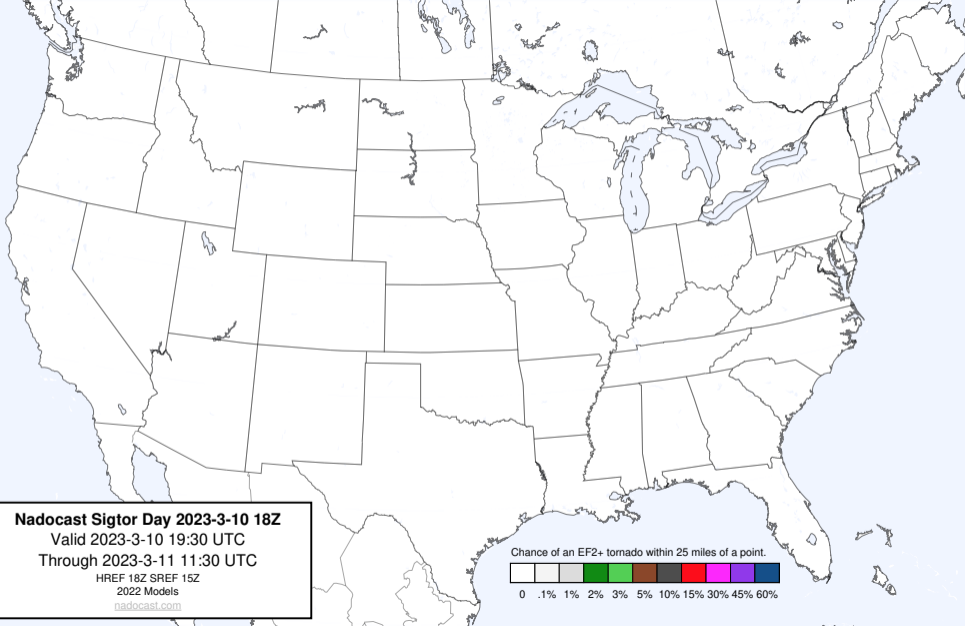 Nadocast Sigtor Day 2023-3-10 18Z
Valid 2023-3-10 19:30 UTC
Through 2023-3-11 11:30 UTC
HREF 18Z SREF 15Z
2022 Models
nadocast.com
Chance of an EF2+ tornado within 25 miles of a point.
0 .1% 1% 2% 3% 5% 10% 15% 30% 45% 60%